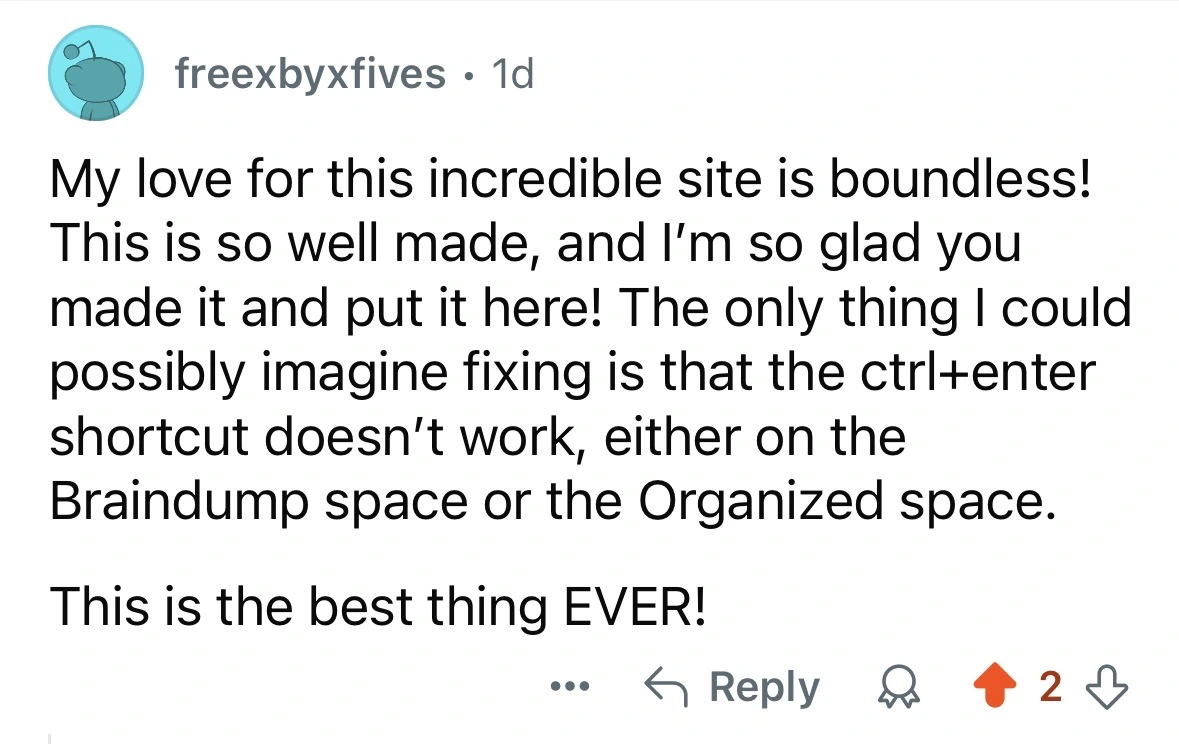 freexbyxfives • 1d
My love for this incredible site is boundless!
This is so well made, and I’m so glad you
made it and put it here! The only thing I could
possibly imagine fixing is that the ctrl+enter
shortcut doesn’t work, either on the
Braindump space or the Organized space.
This is the best thing EVER!
Reply 2